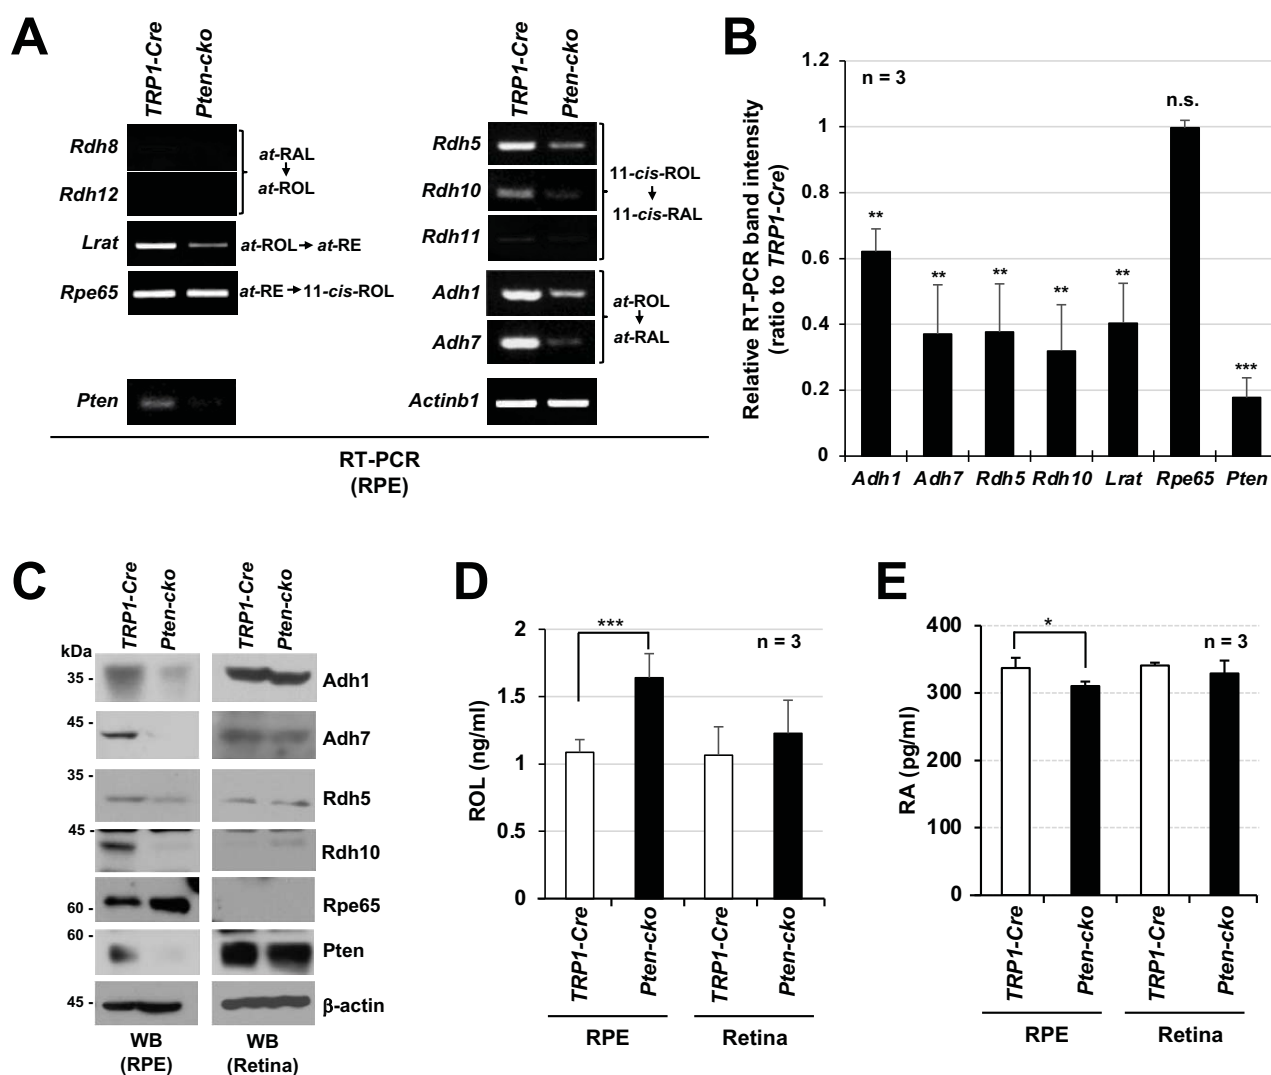 A
TRP1-Cre
Pten-cko
Rdh8
Rdh12
at-RAL
at-ROL
Lrat
at-ROL→at-RE
Rpe65
at-RE→11-cis-ROL
Pten
TRP1-Cre
Pten-cko
Rdh5
Rdh10
Rdh11
11-cis-ROL
↓
11-cis-RAL
Adh1
Adh7
at-ROL
↓
at-RAL
Actinb1
RT-PCR
(RPE)
B
Relative RT-PCR band intensity
(ratio to TRP1-Cre)
1.2
1
0.8
0.6
0.4
0.2
0
n = 3
**
**
**
**
**
n.s.
***
Adh1 Adh7 Rdh5 Rdh10 Lrat Rpe65 Pten
C
TRP1-Cre
Pten-cko
TRP1-Cre
Pten-cko
kDa
35 -
Adh1
45 -
Adh7
35 -
Rdh5
45 -
Rdh10
60 -
Rpe65
60 -
Pten
45 -
β-actin
WB
(RPE)
WB
(Retina)
D
ROL (ng/ml)
2
1.5
1
0.5
0
***
n = 3
TRP1-Cre
Pten-cko
TRP1-Cre
Pten-cko
RPE
Retina
E
RA (pg/ml)
400
300
200
100
0
*
n = 3
TRP1-Cre
Pten-cko
TRP1-Cre
Pten-cko
RPE
Retina